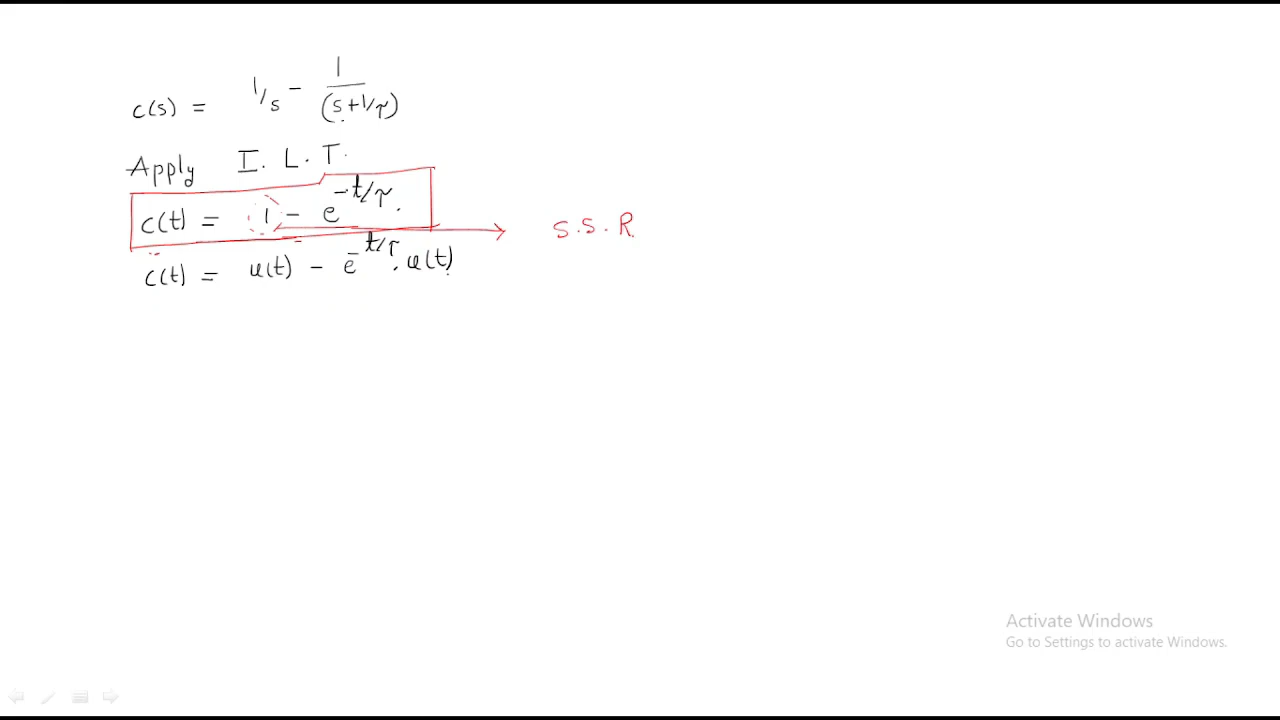 c(s) = 1/s - 1/(s+1/τ)
Apply I. L. T.
c(t) = 1 - e^{-t/τ}.
S.S.R.
c(t) = u(t) - e^{-t/τ}.u(t)
Activate Windows
Go to Settings to activate Windows.